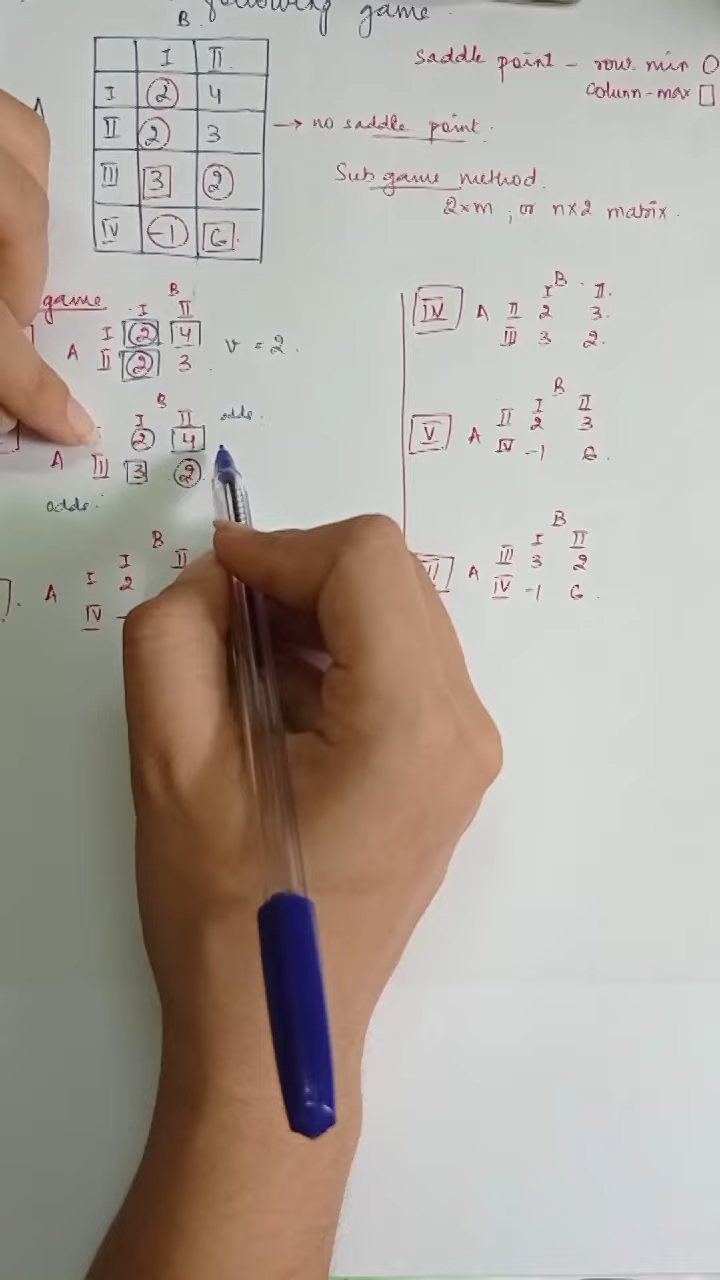 following game.
B.
I II
I 2 4
A
II 2 3 → no saddle point.
III 3 2
IV -1 6.
saddle point - row min O
column-max □
Sub game method.
2×m, or n×2 matrix.
game
B
I II
I 2 4
A
II 2 3
v = 2.
B
I II
odds.
2 4
A
III 3 2
odds:
B
I II
A I 2
IV -
IV
B
I II.
A II 2 3.
III 3 2.
V
B
I II
A II 2 3
IV -1 6.
B
I II
A III 3 2
IV -1 6.